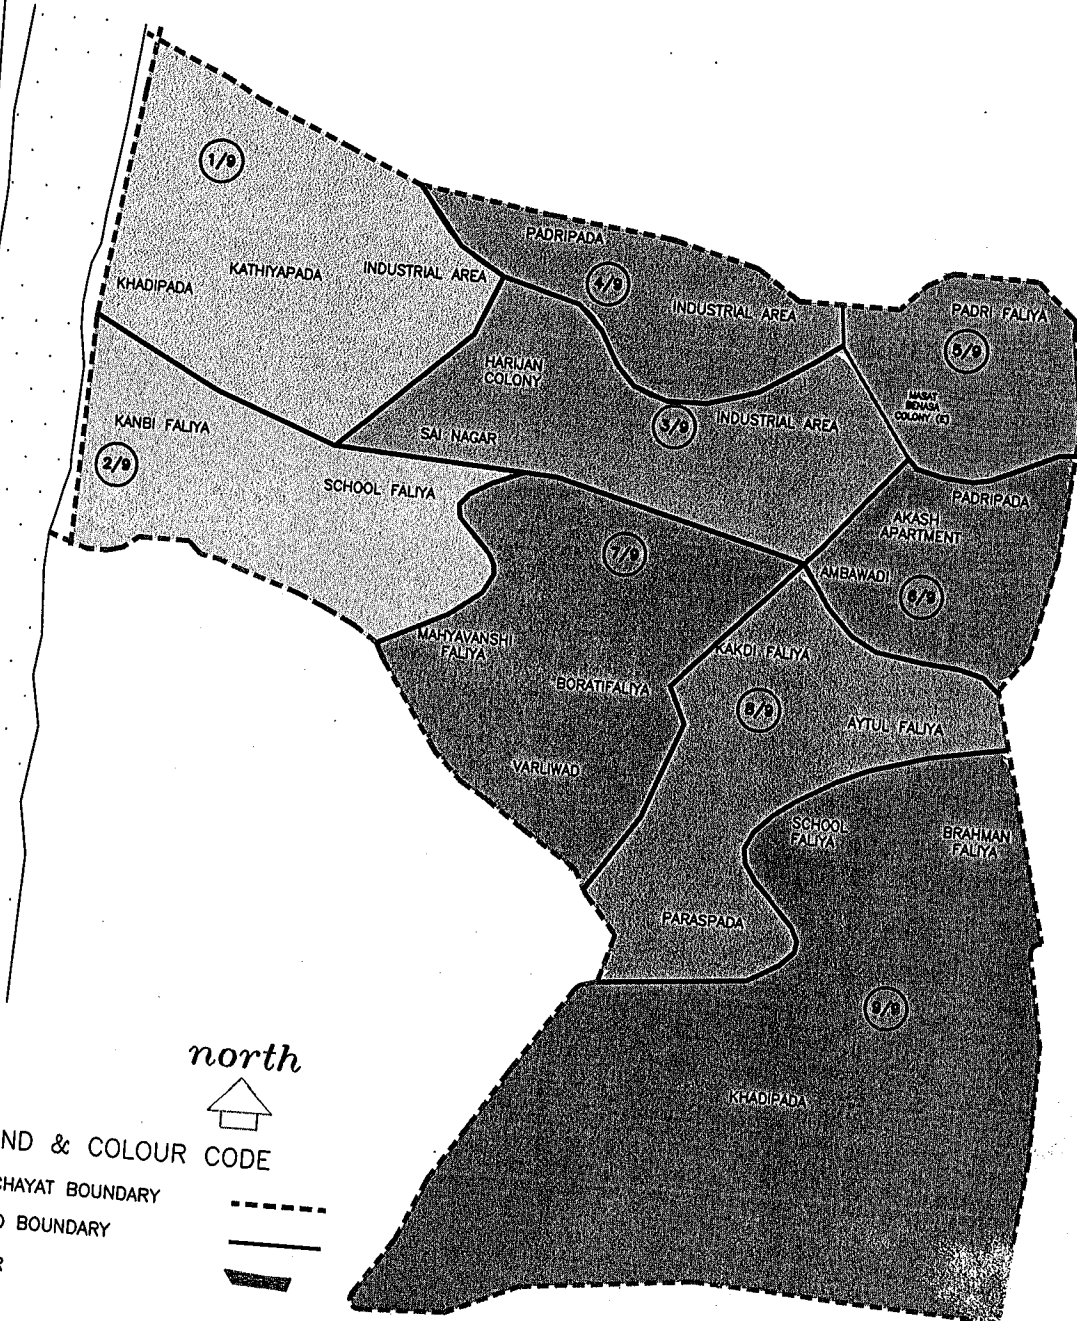 1/9
PADRIPADA
KATHIYAPADA
INDUSTRIAL AREA
KHADIPADA
4/9
INDUSTRIAL AREA
PADRI FALIYA
5/9
HARIJAN
COLONY
MASAT
COLONY
KANBI FALIYA
SAI NAGAR
3/9
INDUSTRIAL AREA
2/9
SCHOOL FALIYA
PADRIPADA
AKASH
APARTMENT
7/9
AMBAWADI
6/9
MAHYAVANSHI
FALIYA
KAKDI FALIYA
BORATIFALIYA
8/9
AYTUL FALIYA
VARLIWAD
SCHOOL
FALIYA
BRAHMAN
FALIYA
PARASPADA
9/9
KHADIPADA
north
ND & COLOUR CODE
CHAYAT BOUNDARY
D BOUNDARY
R